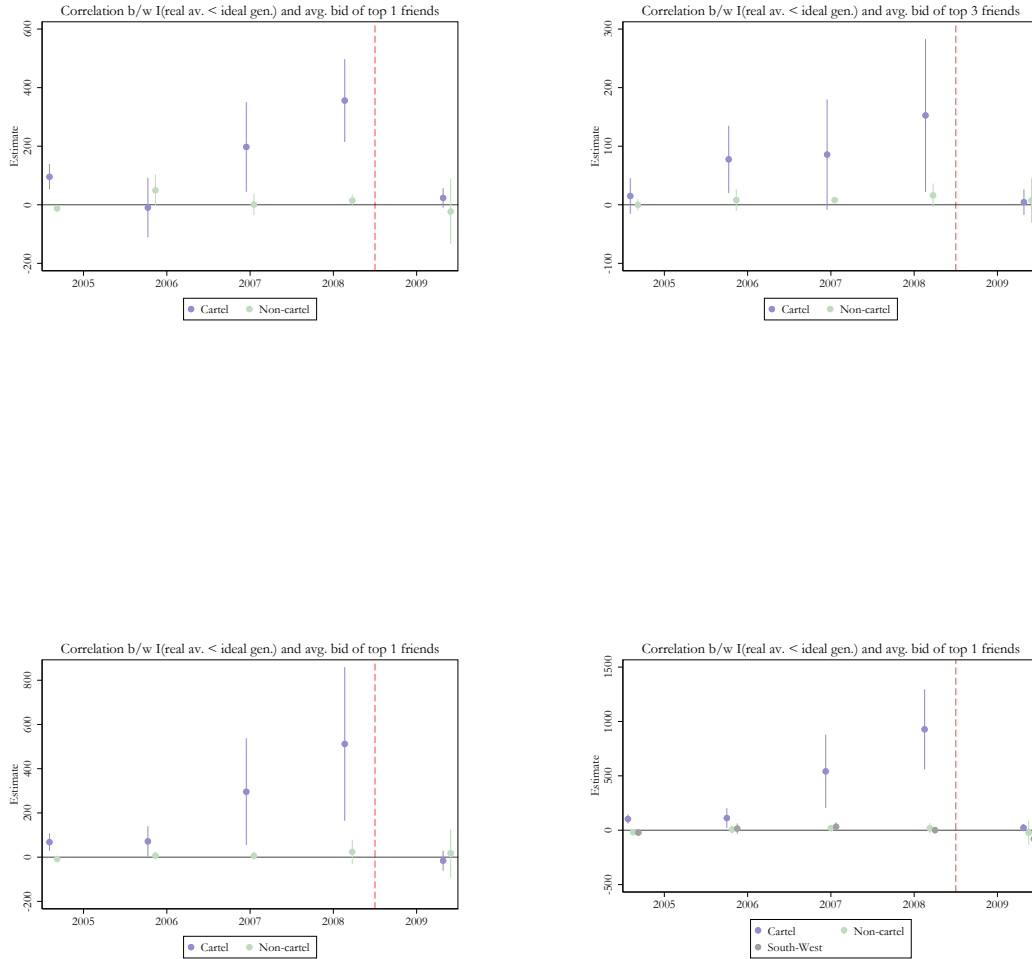 Correlation b/w I(real av. < ideal gen.) and avg. bid of top 1 friends
Estimate
600
400
200
0
-200
2005 2006 2007 2008 2009
Cartel Non-cartel
Correlation b/w I(real av. < ideal gen.) and avg. bid of top 3 friends
Estimate
300
200
100
0
-100
2005 2006 2007 2008 2009
Cartel Non-cartel
Correlation b/w I(real av. < ideal gen.) and avg. bid of top 1 friends
Estimate
800
600
400
200
0
-200
2005 2006 2007 2008 2009
Cartel Non-cartel
Correlation b/w I(real av. < ideal gen.) and avg. bid of top 1 friends
Estimate
1500
1000
500
0
-500
2005 2006 2007 2008 2009
Cartel Non-cartel
South-West